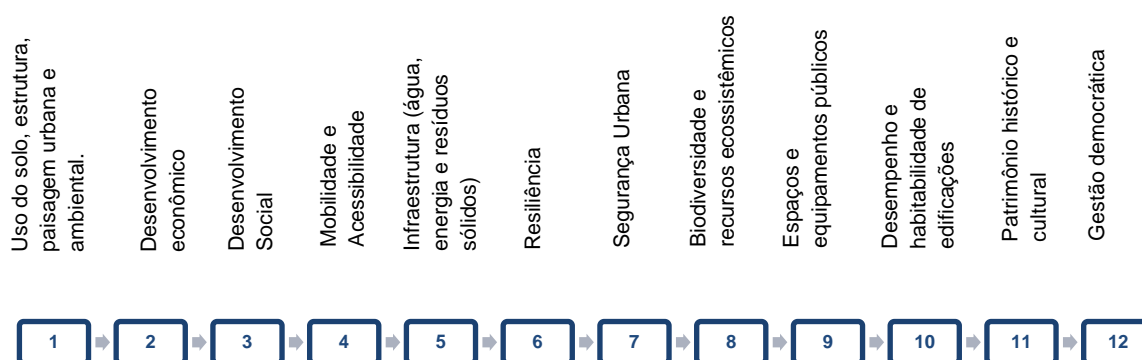 Uso do solo, estrutura,
paisagem urbana e
ambiental.
Desenvolvimento
econômico
Desenvolvimento
Social
Mobilidade e
Acessibilidade
Infraestrutura (água,
energia e resíduos
sólidos)
Resiliência
Segurança Urbana
Biodiversidade e
recursos ecossistêmicos
Espaços e
equipamentos públicos
Desempenho e
habitabilidade de
edificações
Patrimônio histórico e
cultural
Gestão democrática
1
2
3
4
5
6
7
8
9
10
11
12